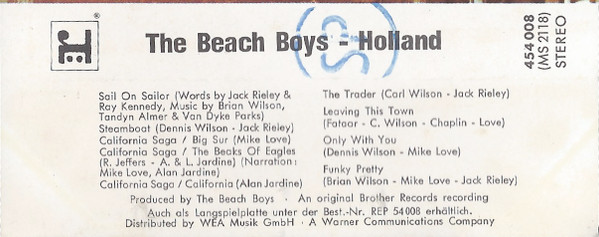 The Beach Boys - Holland
454 008
(MS 2118)
STEREO
Sail On Sailor (Words by Jack Rieley &
Ray Kennedy, Music by Brian Wilson,
Tandyn Almer & Van Dyke Parks)
Steamboat (Dennis Wilson - Jack Rieley)
California Saga / Big Sur (Mike Love)
California Saga / The Beaks Of Eagles
(R. Jeffers - A. & L. Jardine) (Narration:
Mike Love, Alan Jardine)
California Saga / California (Alan Jardine)
The Trader (Carl Wilson - Jack Rieley)
Leaving This Town
(Fataar - C. Wilson - Chaplin - Love)
Only With You
(Dennis Wilson - Mike Love)
Funky Pretty
(Brian Wilson - Mike Love - Jack Rieley)
Produced by The Beach Boys - An original Brother Records recording
Auch als Langspielplatte unter der Best.-Nr. REP 54 008 erhältlich.
Distributed by WEA Musik GmbH · A Warner Communications Company